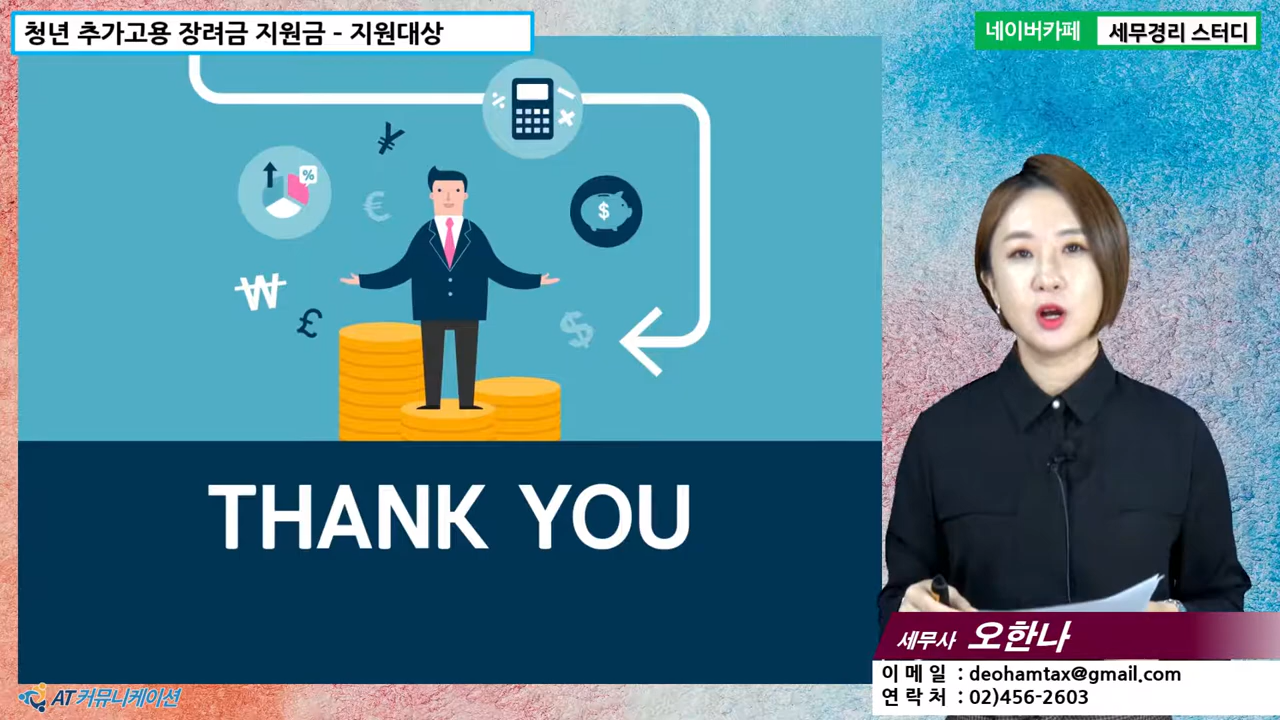 청년 추가고용 장려금 지원금 - 지원대상
네이버카페 세무경리 스터디
%
THANK YOU
세무사 오한나
이 메 일 : deohamtax@gmail.com
연 락 처 : 02)456-2603
AT커뮤니케이션